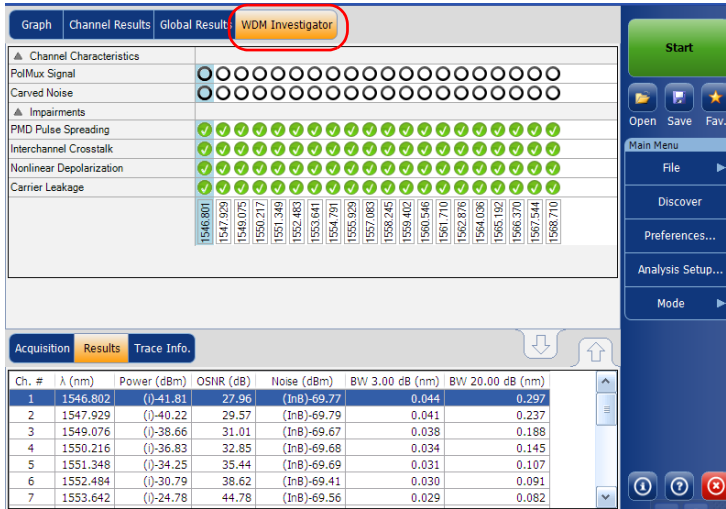 Graph Channel Results Global Results WDM Investigator
Channel Characteristics
PolMux Signal
Carved Noise
Impairments
PMD Pulse Spreading
Interchannel Crosstalk
Nonlinear Depolarization
Carrier Leakage
1546.801 1547.929 1549.075 1550.217 1551.349 1552.483 1553.641 1554.791 1555.929 1557.083 1558.245 1559.402 1560.546 1561.710 1562.876 1564.036 1565.192 1566.370 1567.544 1568.710
Acquisition Results Trace Info.
Ch. # λ (nm) Power (dBm) OSNR (dB) Noise (dBm) BW 3.00 dB (nm) BW 20.00 dB (nm)
1 1546.802 (i)-41.81 27.96 (InB)-69.77 0.044 0.297
2 1547.929 (i)-40.22 29.57 (InB)-69.79 0.041 0.237
3 1549.076 (i)-38.66 31.01 (InB)-69.67 0.038 0.188
4 1550.216 (i)-36.83 32.85 (InB)-69.68 0.034 0.145
5 1551.348 (i)-34.25 35.44 (InB)-69.69 0.031 0.107
6 1552.484 (i)-30.79 38.62 (InB)-69.41 0.030 0.091
7 1553.642 (i)-24.78 44.78 (InB)-69.56 0.029 0.082
Start
Open Save Fav.
Main Menu
File
Discover
Preferences...
Analysis Setup...
Mode